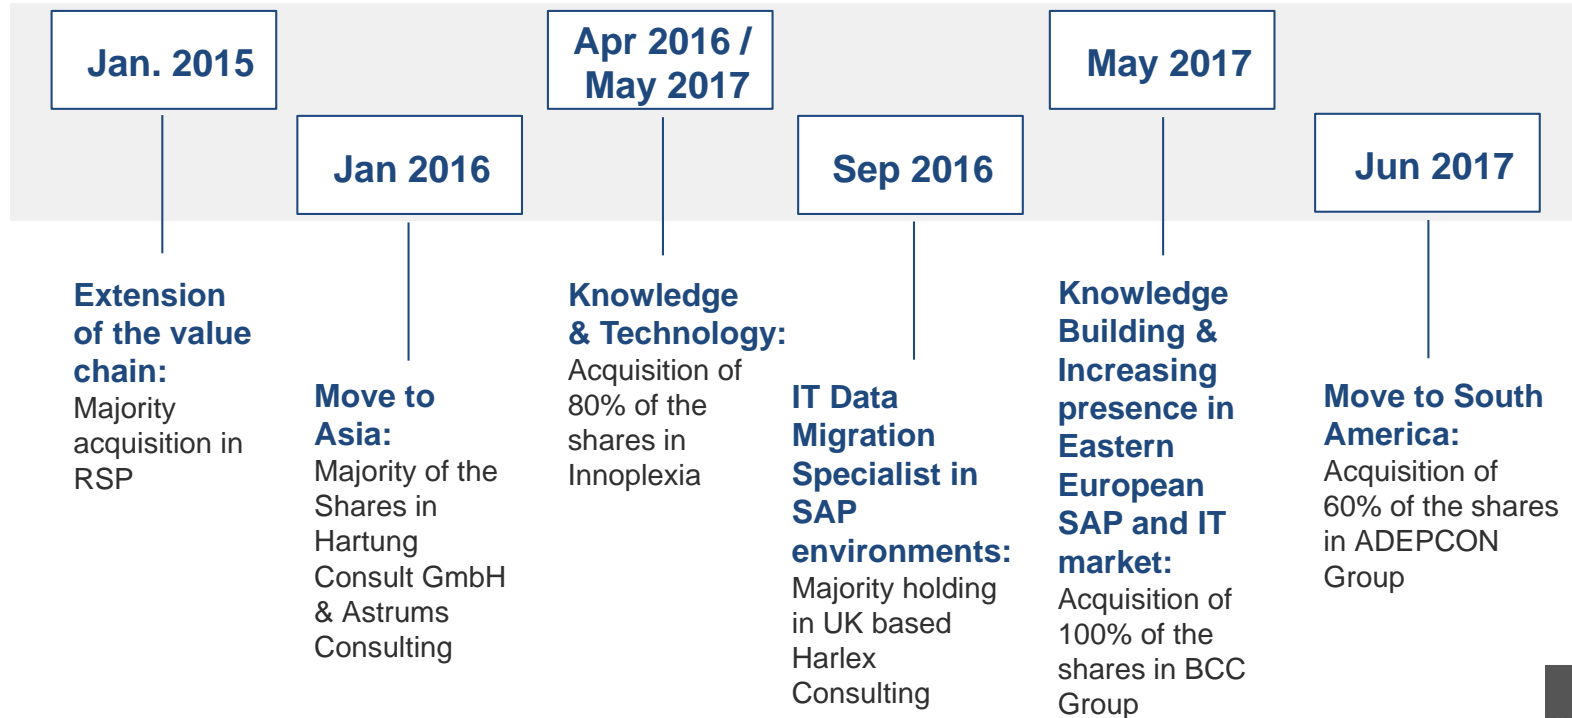 Jan. 2015
Extension
of the value
chain:
Majority
acquisition in
RSP
Jan 2016
Move to
Asia:
Majority of the
Shares in
Hartung
Consult GmbH
& Astrums
Consulting
Apr 2016 /
May 2017
Knowledge
& Technology:
Acquisition of
80% of the
shares in
Innoplexia
Sep 2016
IT Data
Migration
Specialist in
SAP
environments:
Majority holding
in UK based
Harlex
Consulting
May 2017
Knowledge
Building &
Increasing
presence in
Eastern
European
SAP and IT
market:
Acquisition of
100% of the
shares in BCC
Group
Jun 2017
Move to South
America:
Acquisition of
60% of the shares
in ADEPCON
Group